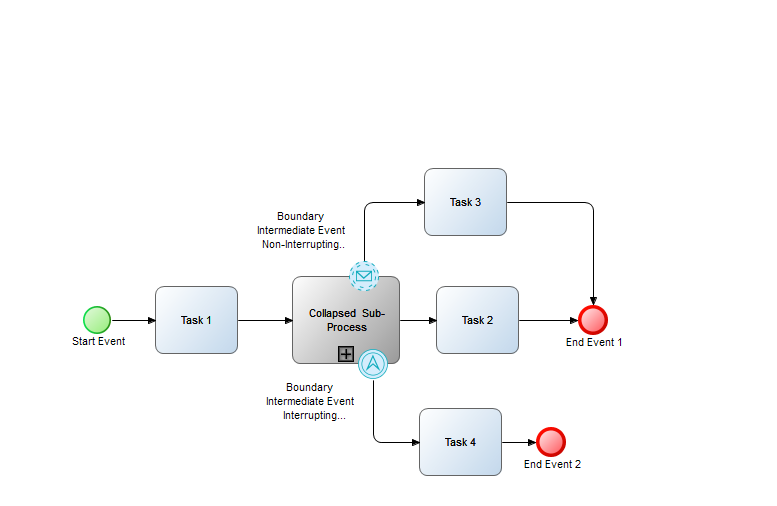 Task 3
Boundary
Intermediate Event
Non-Interrupting..
Start Event
Task 1
Collapsed Sub-
Process
Task 2
End Event 1
Boundary
Intermediate Event
Interrupting...
Task 4
End Event 2